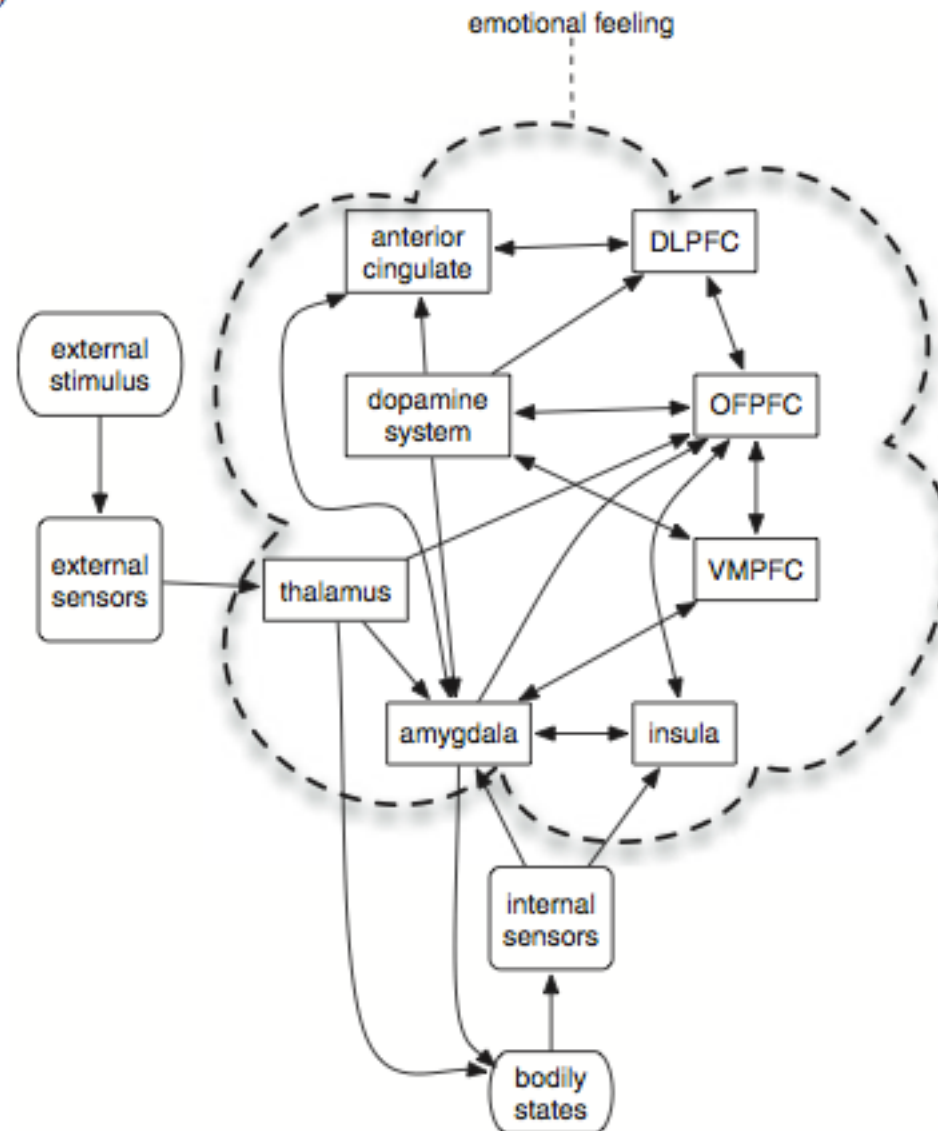 emotional feeling
anterior
cingulate
DLPFC
external
stimulus
dopamine
system
OFPFC
external
sensors
thalamus
VMPFC
amygdala
insula
internal
sensors
bodily
states